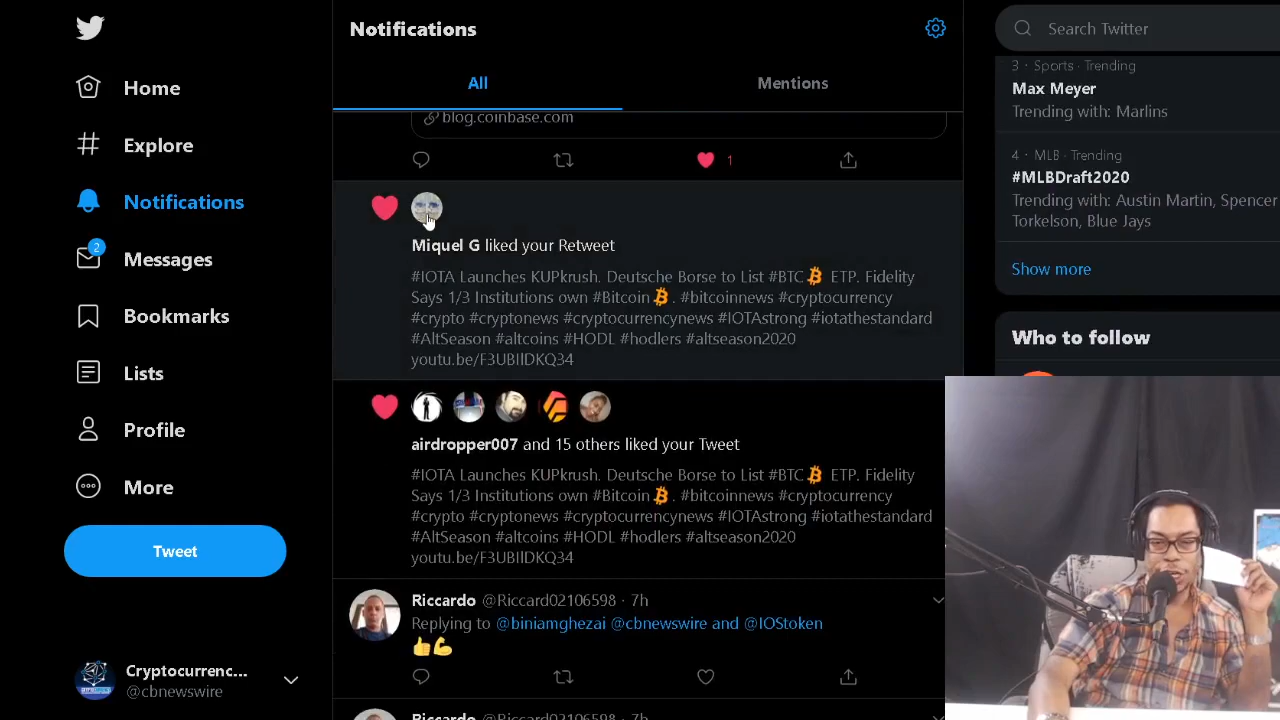 Home
Explore
Notifications
2
Messages
Bookmarks
Lists
Profile
More
Tweet
Cryptocurrenc...
@cbnewswire
Notifications
All
Mentions
blog.coinbase.com
1
Miquel G liked your Retweet
#IOTA Launches KUPkrush. Deutsche Borse to List #BTC ETP. Fidelity
Says 1/3 Institutions own #Bitcoin. #bitcoinnews #cryptocurrency
#crypto #cryptonews #cryptocurrencynews #IOTAstrong #iotathestandard
#AltSeason #altcoins #HODL #hodlers #altseason2020
youtu.be/F3UBllDKQ34
airdropper007 and 15 others liked your Tweet
#IOTA Launches KUPkrush. Deutsche Borse to List #BTC ETP. Fidelity
Says 1/3 Institutions own #Bitcoin. #bitcoinnews #cryptocurrency
#crypto #cryptonews #cryptocurrencynews #IOTAstrong #iotathestandard
#AltSeason #altcoins #HODL #hodlers #altseason2020
youtu.be/F3UBllDKQ34
Riccardo @Riccard02106598 · 7h
Replying to @biniamghezai @cbnewswire and @IOStoken
Riccardo @Riccard02106598 · 7h
Search Twitter
3 · Sports · Trending
Max Meyer
Trending with: Marlins
4 · MLB · Trending
#MLBDraft2020
Trending with: Austin Martin, Spencer
Torkelson, Blue Jays
Show more
Who to follow